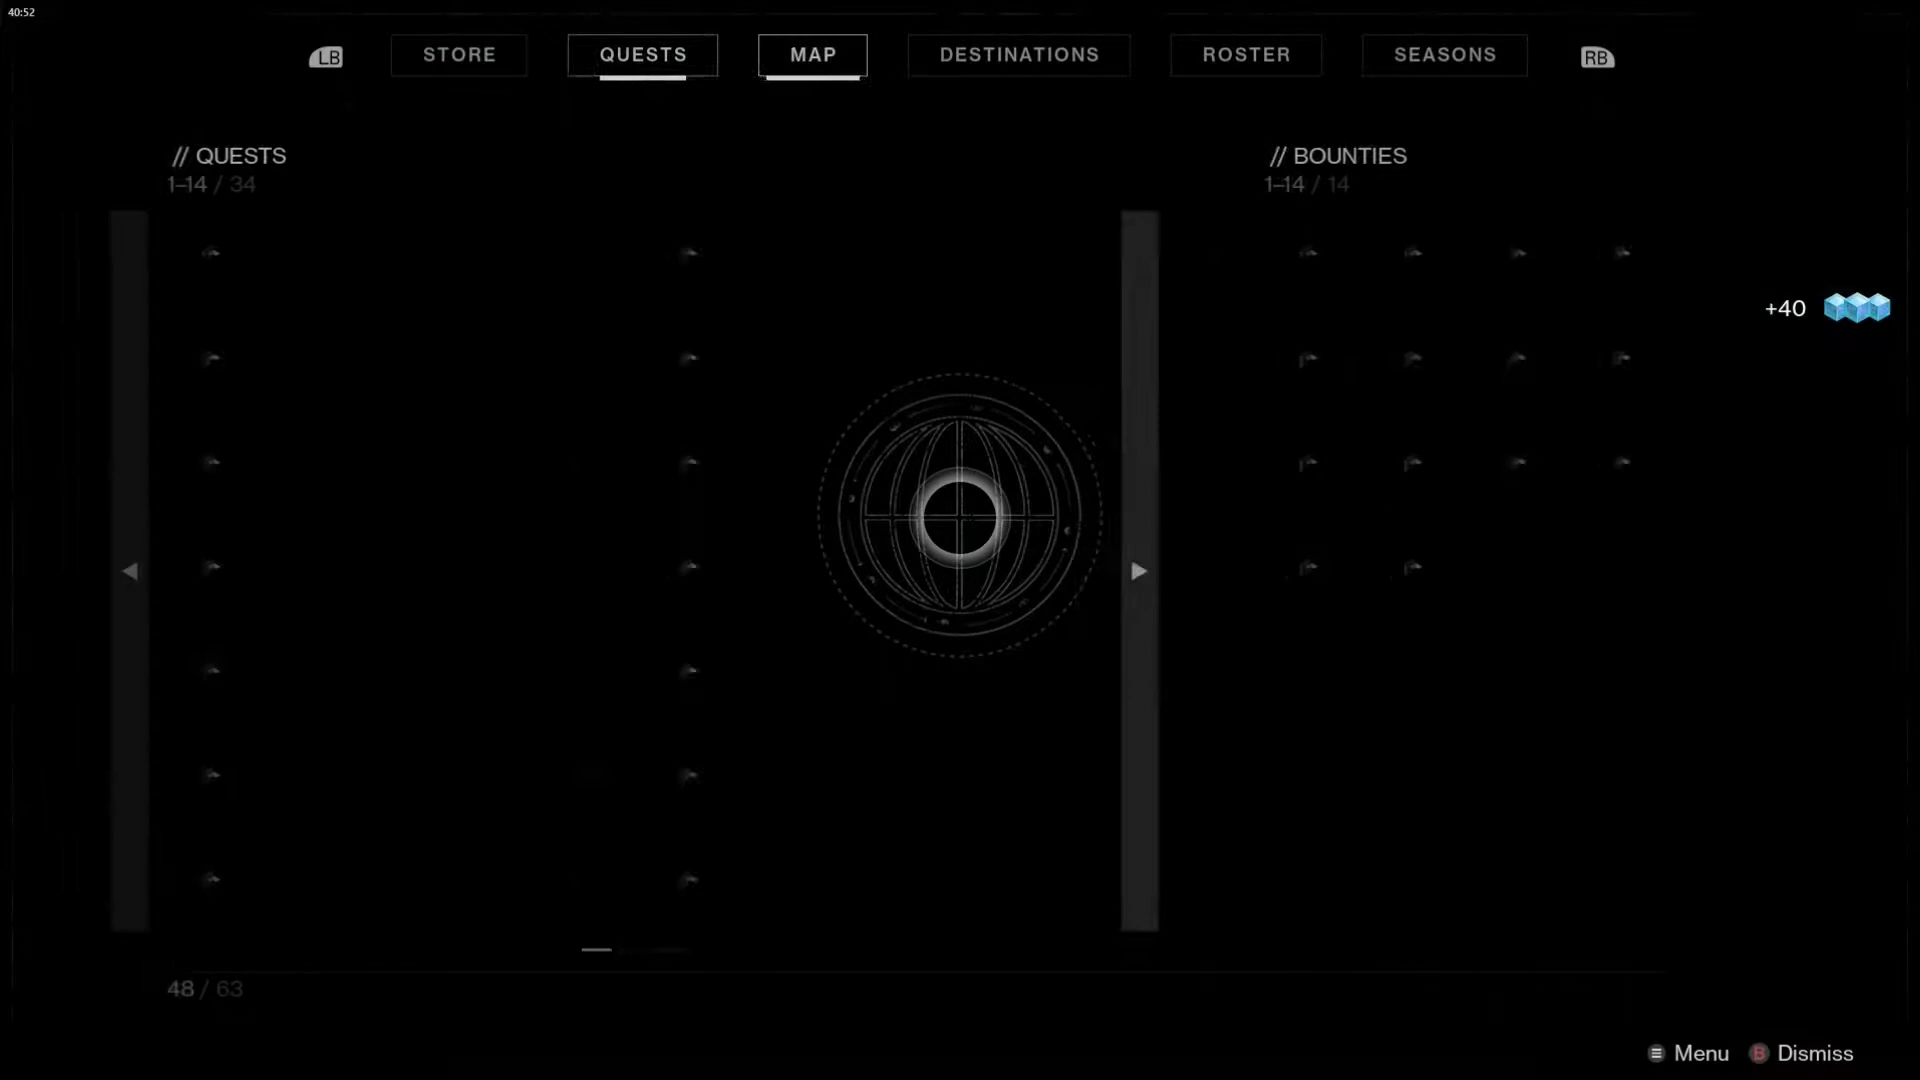 40:52
LB
STORE
QUESTS
MAP
DESTINATIONS
ROSTER
SEASONS
RB
// QUESTS
1–14 / 34
// BOUNTIES
1–14 / 14
+40
48 / 63
Menu
B Dismiss